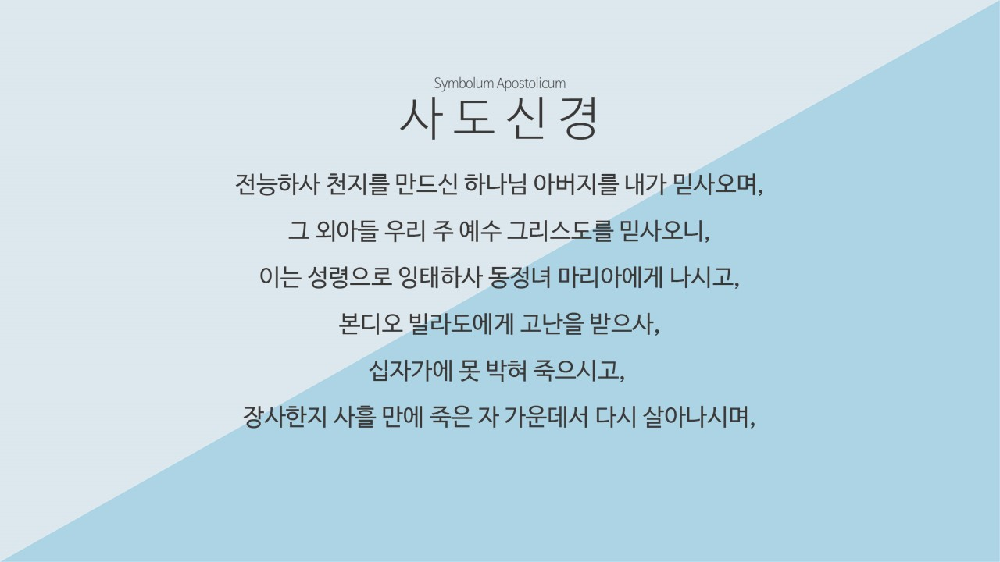 Symbolum Apostolicum
사도신경
전능하사 천지를 만드신 하나님 아버지를 내가 믿사오며,
그 외아들 우리 주 예수 그리스도를 믿사오니,
이는 성령으로 잉태하사 동정녀 마리아에게 나시고,
본디오 빌라도에게 고난을 받으사,
십자가에 못 박혀 죽으시고,
장사한지 사흘 만에 죽은 자 가운데서 다시 살아나시며,